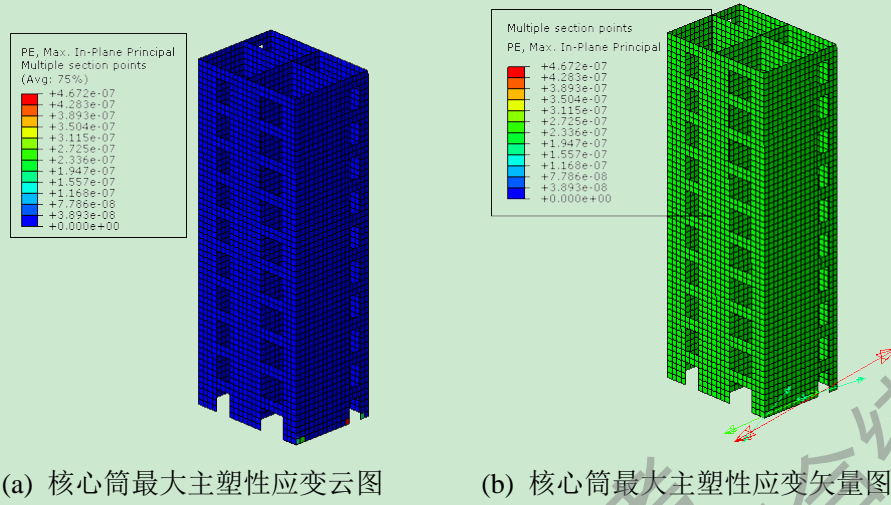 PE, Max. In-Plane Principal
Multiple section points
(Avg: 75%)
+4.672e-07
+4.283e-07
+3.893e-07
+3.504e-07
+3.115e-07
+2.725e-07
+2.336e-07
+1.947e-07
+1.557e-07
+1.168e-07
+7.786e-08
+3.893e-08
+0.000e+00
Multiple section points
PE, Max. In-Plane Principal
+4.672e-07
+4.283e-07
+3.893e-07
+3.504e-07
+3.115e-07
+2.725e-07
+2.336e-07
+1.947e-07
+1.557e-07
+1.168e-07
+7.786e-08
+3.893e-08
+0.000e+00
(a) 核心筒最大主塑性应变云图
(b) 核心筒最大主塑性应变矢量图